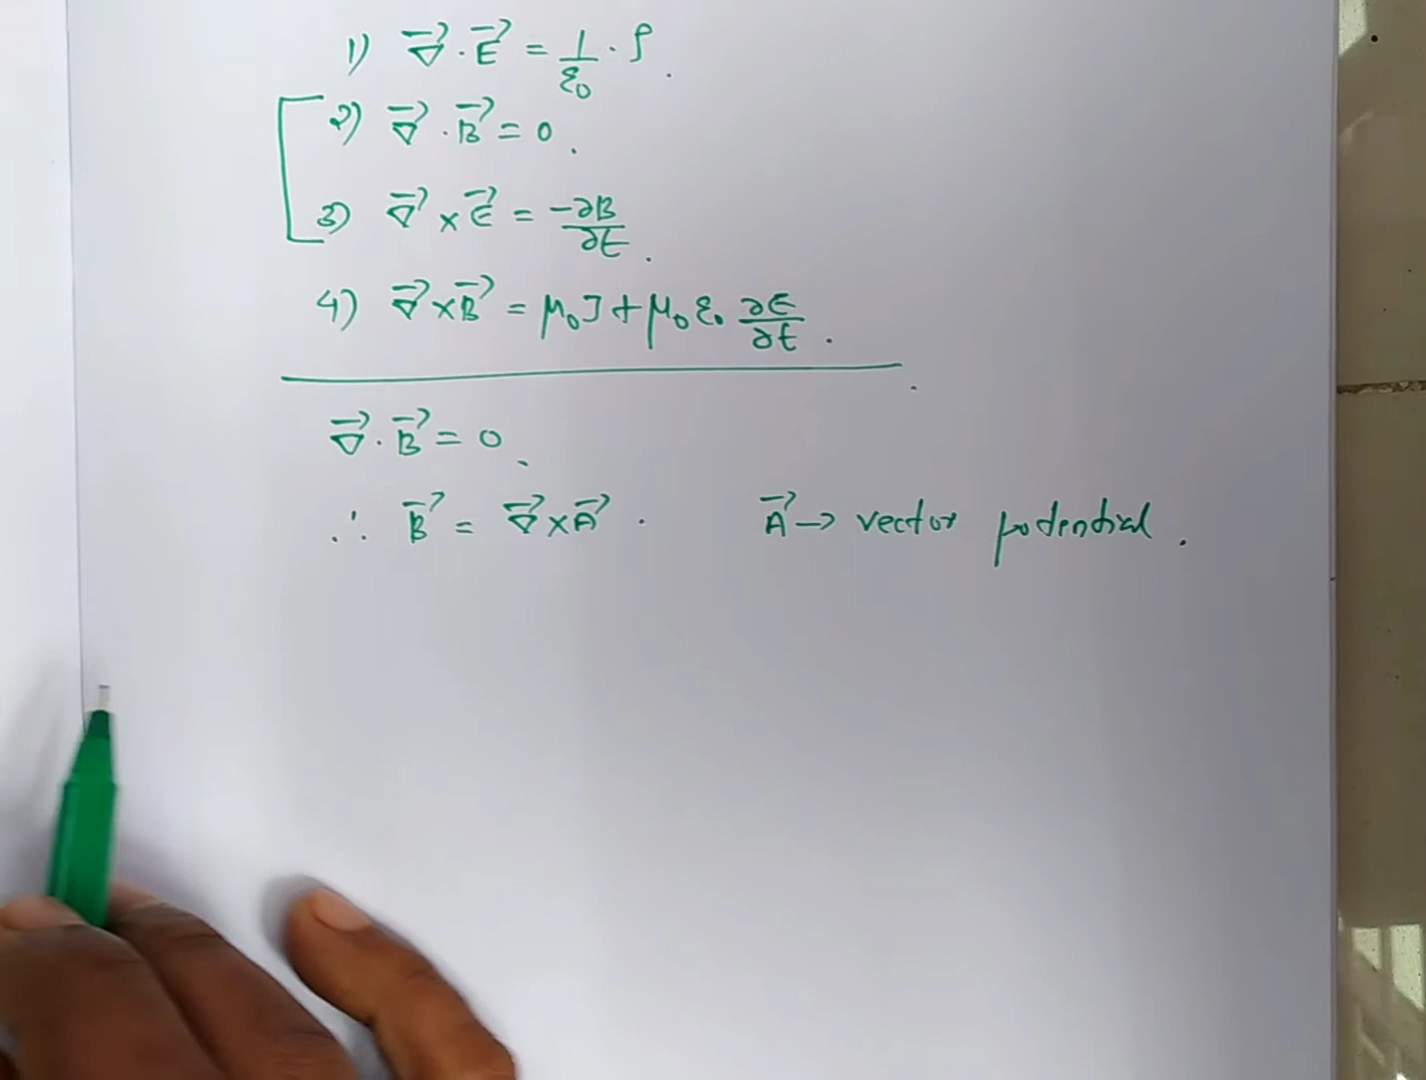 1) ∇⃗ . E⃗ = 1/ε₀ . ρ .
2) ∇⃗ . B⃗ = 0 .
3) ∇⃗ × E⃗ = -∂B/∂t .
4) ∇⃗ × B⃗ = μ₀J + μ₀ε₀ ∂E/∂t .
∇⃗ . B⃗ = 0 .
∴ B⃗ = ∇⃗ × A⃗ . A⃗ → vector potential .